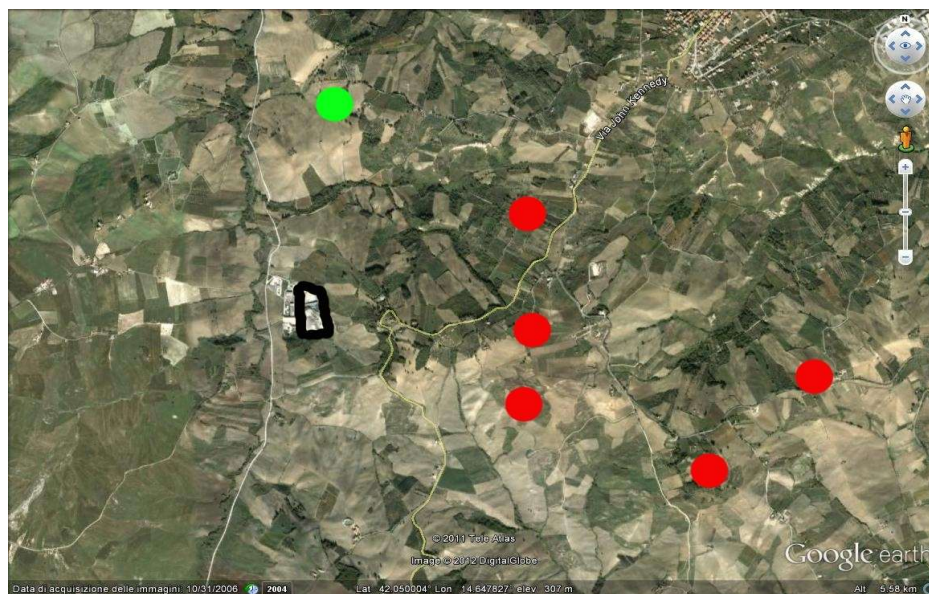 N
Via John Kennedy
© 2011 Tele Atlas
Image © 2012 DigitalGlobe
Google earth
Data di acquisizione delle immagini: 10/31/2006 2004 Lat 42.050004° Lon 14.647827° elev 307 m Alt 5.58 km